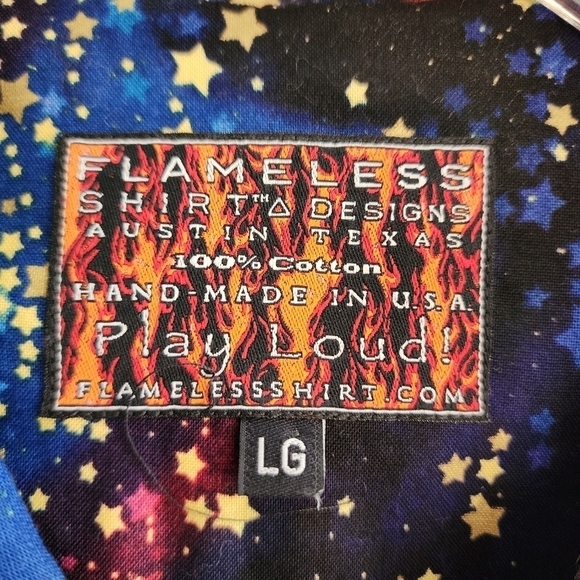 FLAMELESS
SHIRT™ DESIGNS
AUSTIN TEXAS
100% Cotton
HAND-MADE IN U.S.A.
Play Loud!
FLAMELESSSHIRT.COM
LG